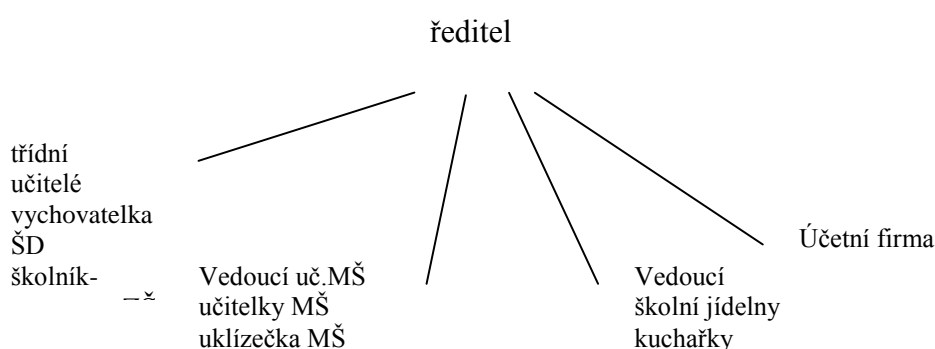 ředitel
třídní
učitelé
vychovatelka
ŠD
školník-
Vedoucí uč.MŠ
učitelky MŠ
uklízečka MŠ
Vedoucí
školní jídelny
kuchařky
Účetní firma